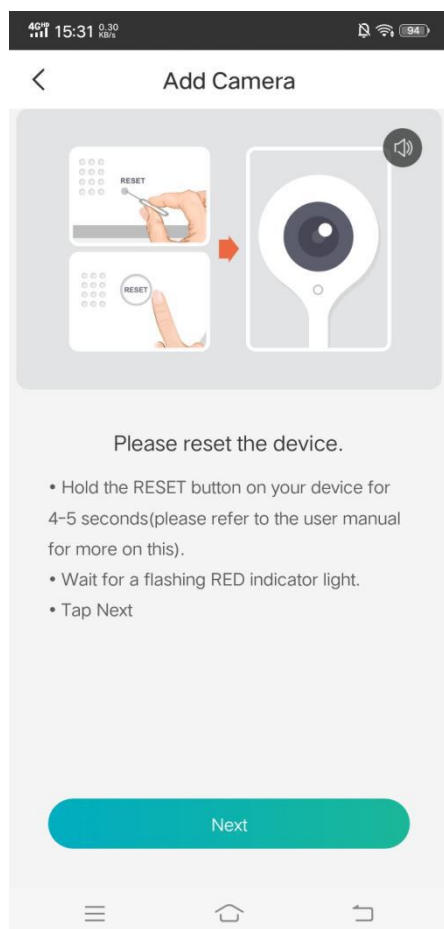 4GHD 15:31 0.30 KB/s 94
Add Camera
RESET
RESET
Please reset the device.
• Hold the RESET button on your device for
4-5 seconds(please refer to the user manual
for more on this).
• Wait for a flashing RED indicator light.
• Tap Next
Next